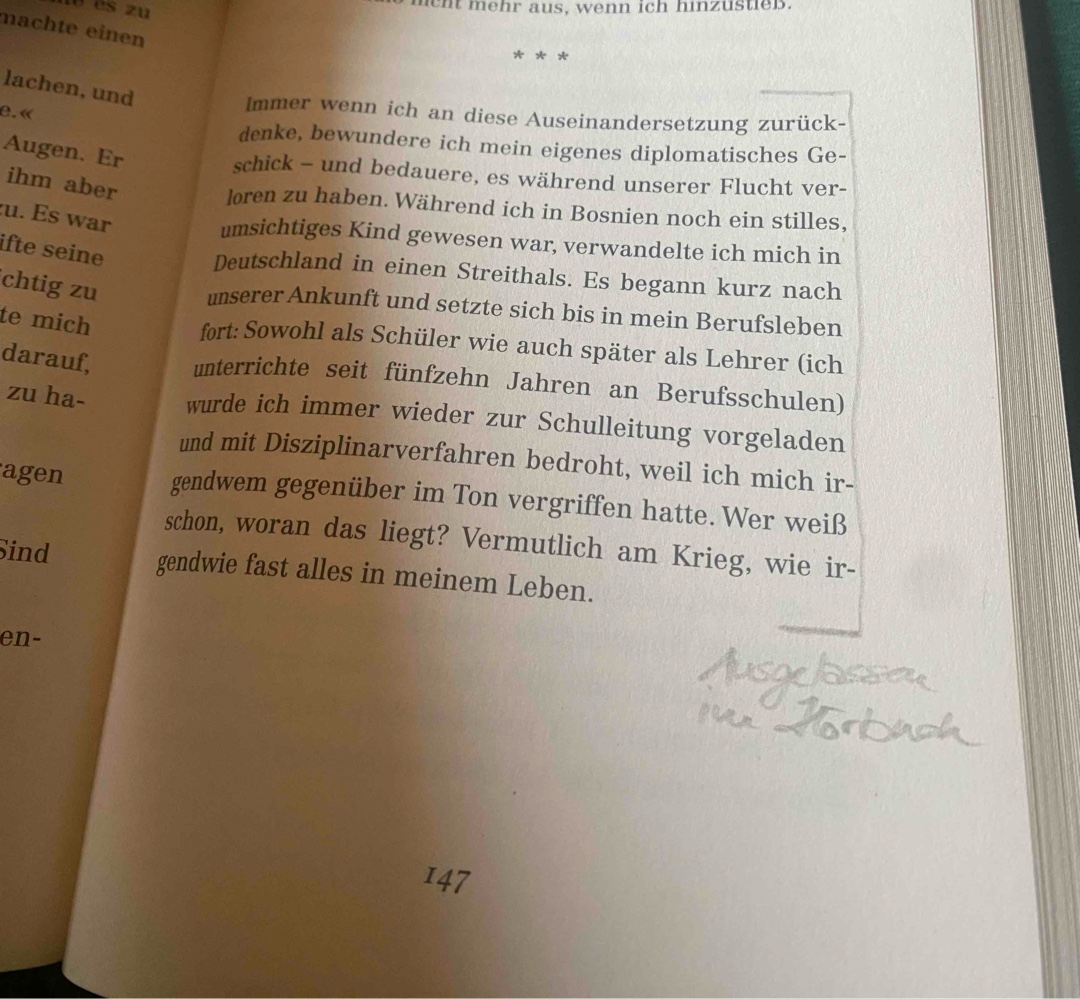 es zu
machte einen
lachen, und
e.«
Augen. Er
ihm aber
zu. Es war
ifte seine
ichtig zu
te mich
darauf,
zu ha-
ragen
Sind
en-
nicht mehr aus, wenn ich hinzustieß.
* * *
Immer wenn ich an diese Auseinandersetzung zurück-
denke, bewundere ich mein eigenes diplomatisches Ge-
schick – und bedauere, es während unserer Flucht ver-
loren zu haben. Während ich in Bosnien noch ein stilles,
umsichtiges Kind gewesen war, verwandelte ich mich in
Deutschland in einen Streithals. Es begann kurz nach
unserer Ankunft und setzte sich bis in mein Berufsleben
fort: Sowohl als Schüler wie auch später als Lehrer (ich
unterrichte seit fünfzehn Jahren an Berufsschulen)
wurde ich immer wieder zur Schulleitung vorgeladen
und mit Disziplinarverfahren bedroht, weil ich mich ir-
gendwem gegenüber im Ton vergriffen hatte. Wer weiß
schon, woran das liegt? Vermutlich am Krieg, wie ir-
gendwie fast alles in meinem Leben.
Ausgelassen
im Hörbuch
147